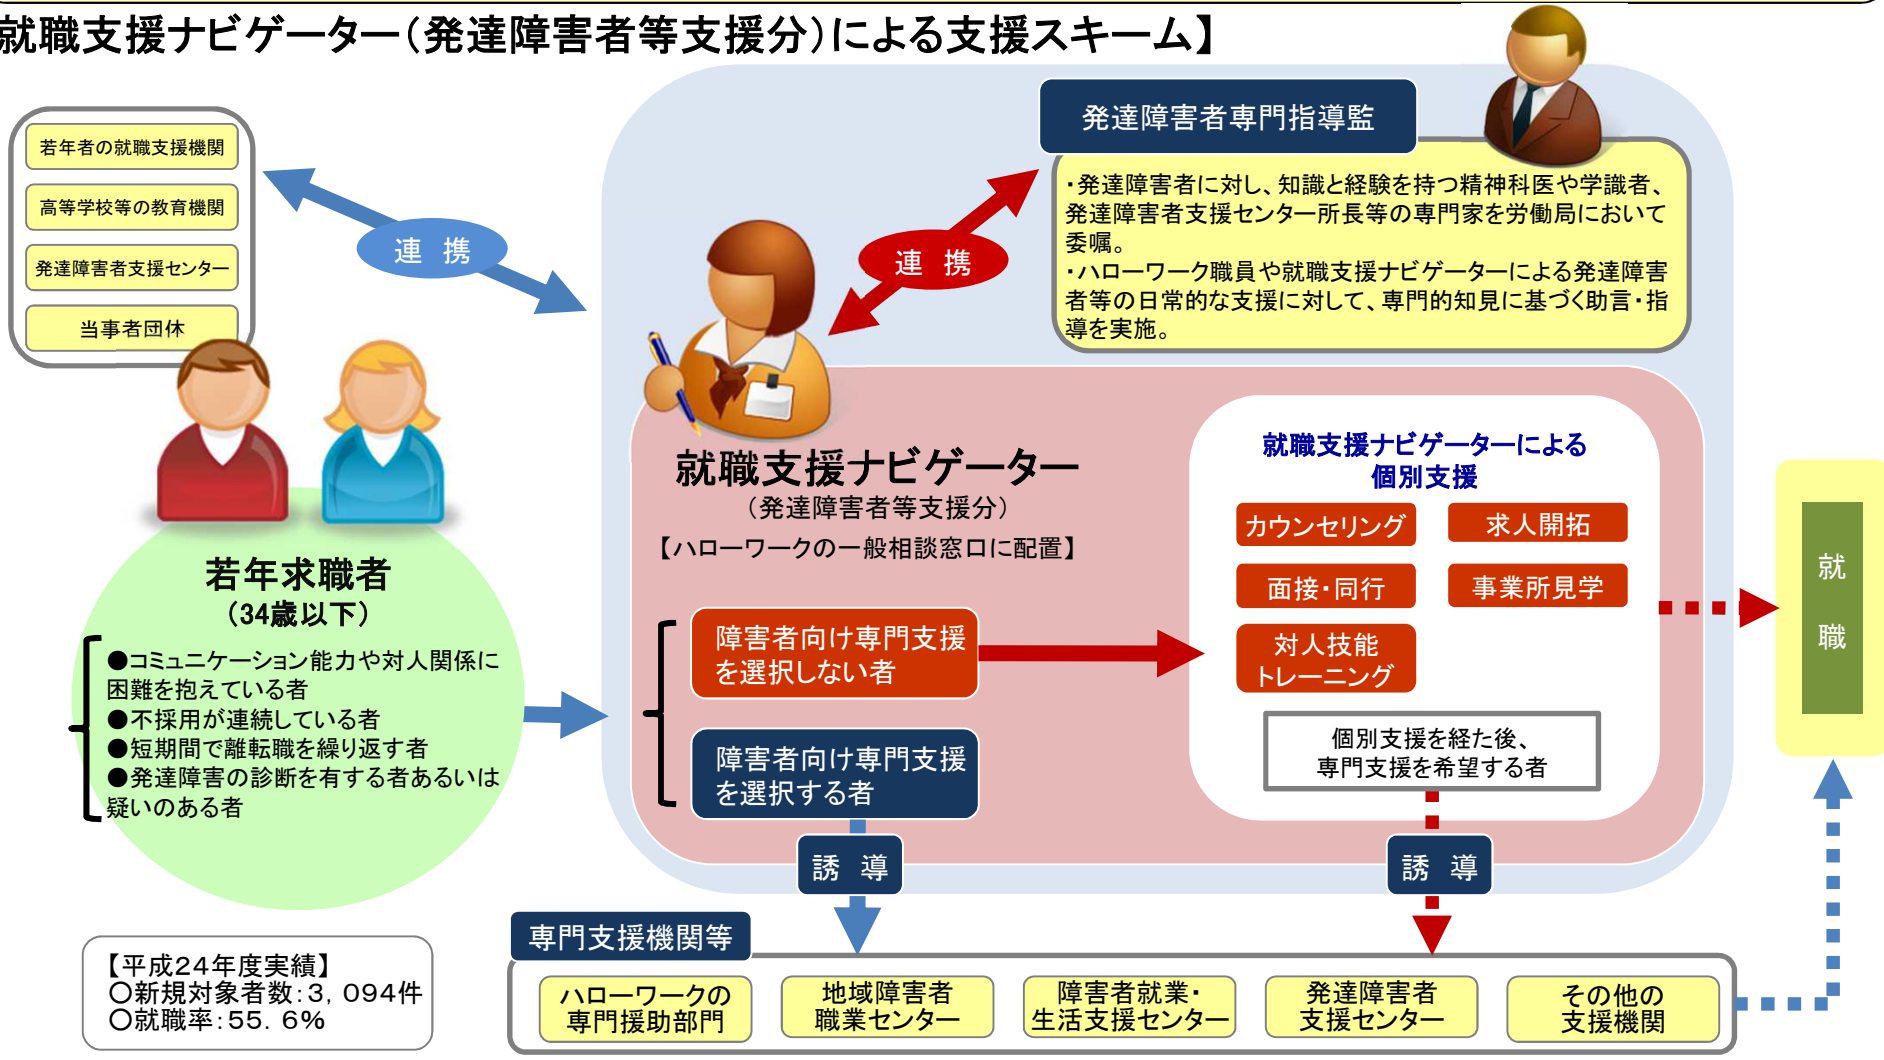 就職支援ナビゲーター(発達障害者等支援分)による支援スキーム】
若年者の就職支援機関
高等学校等の教育機関
発達障害者支援センター
当事者団休
連 携
連 携
発達障害者専門指導監
・発達障害者に対し、知識と経験を持つ精神科医や学識者、
発達障害者支援センター所長等の専門家を労働局において
委嘱。
・ハローワーク職員や就職支援ナビゲーターによる発達障害
者等の日常的な支援に対して、専門的知見に基づく助言・指
導を実施。
若年求職者
(34歳以下)
●コミュニケーション能力や対人関係に
困難を抱えている者
●不採用が連続している者
●短期間で離転職を繰り返す者
●発達障害の診断を有する者あるいは
疑いのある者
就職支援ナビゲーター
(発達障害者等支援分)
【ハローワークの一般相談窓口に配置】
障害者向け専門支援
を選択しない者
障害者向け専門支援
を選択する者
就職支援ナビゲーターによる
個別支援
カウンセリング
求人開拓
面接・同行
事業所見学
対人技能
トレーニング
個別支援を経た後、
専門支援を希望する者
就
職
誘 導
誘 導
専門支援機関等
ハローワークの
専門援助部門
地域障害者
職業センター
障害者就業・
生活支援センター
発達障害者
支援センター
その他の
支援機関
【平成24年度実績】
○新規対象者数:3,094件
○就職率:55.6%